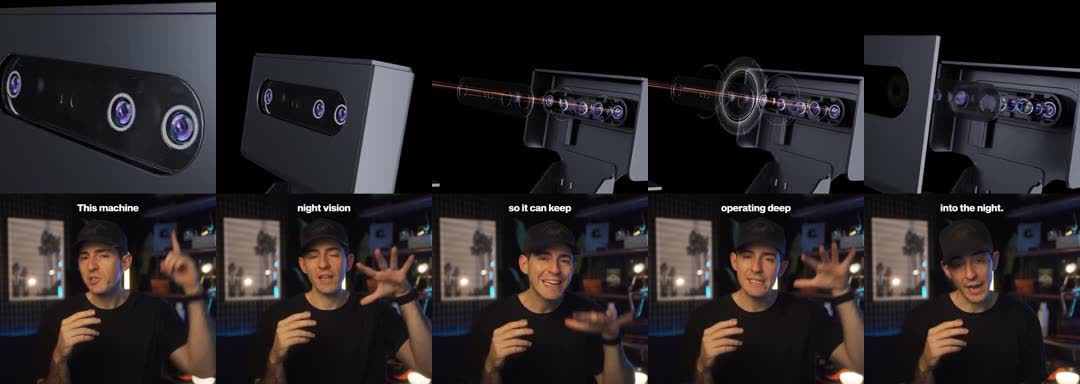 This machine
night vision
so it can keep
operating deep
into the night.